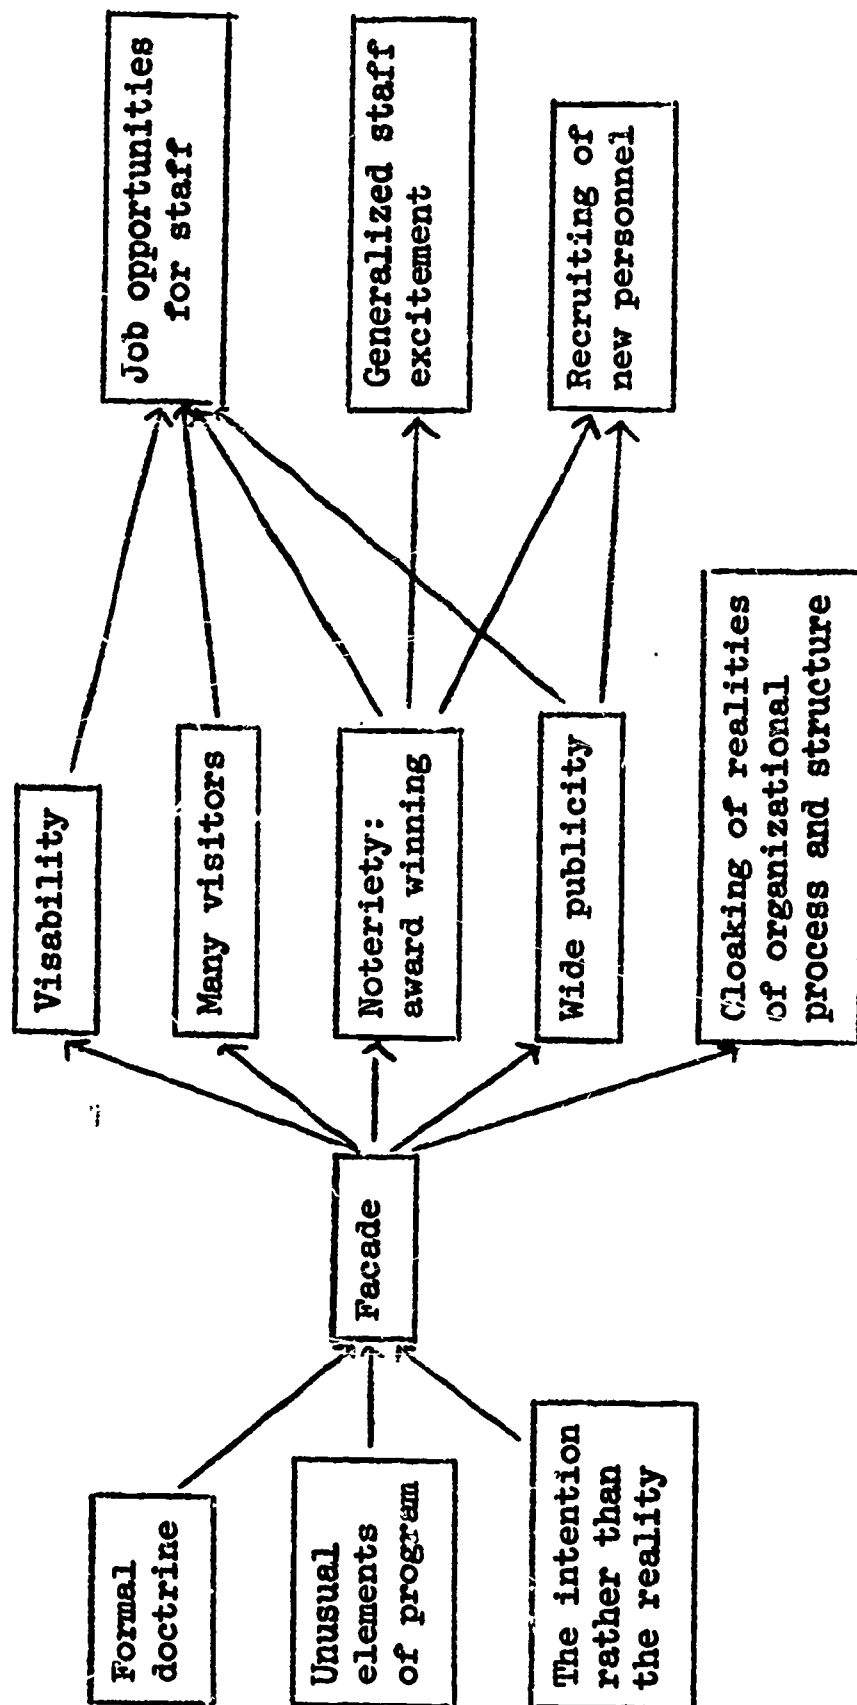 Formal
doctrine
Unusual
elements
of program
The intention
rather than
the reality
Facade
Visability
Many visitors
Noteriety:
award winning
Wide publicity
Cloaking of realities
of organizational
process and structure
Job opportunities
for staff
Generalized staff
excitement
Recruiting of
new personnel